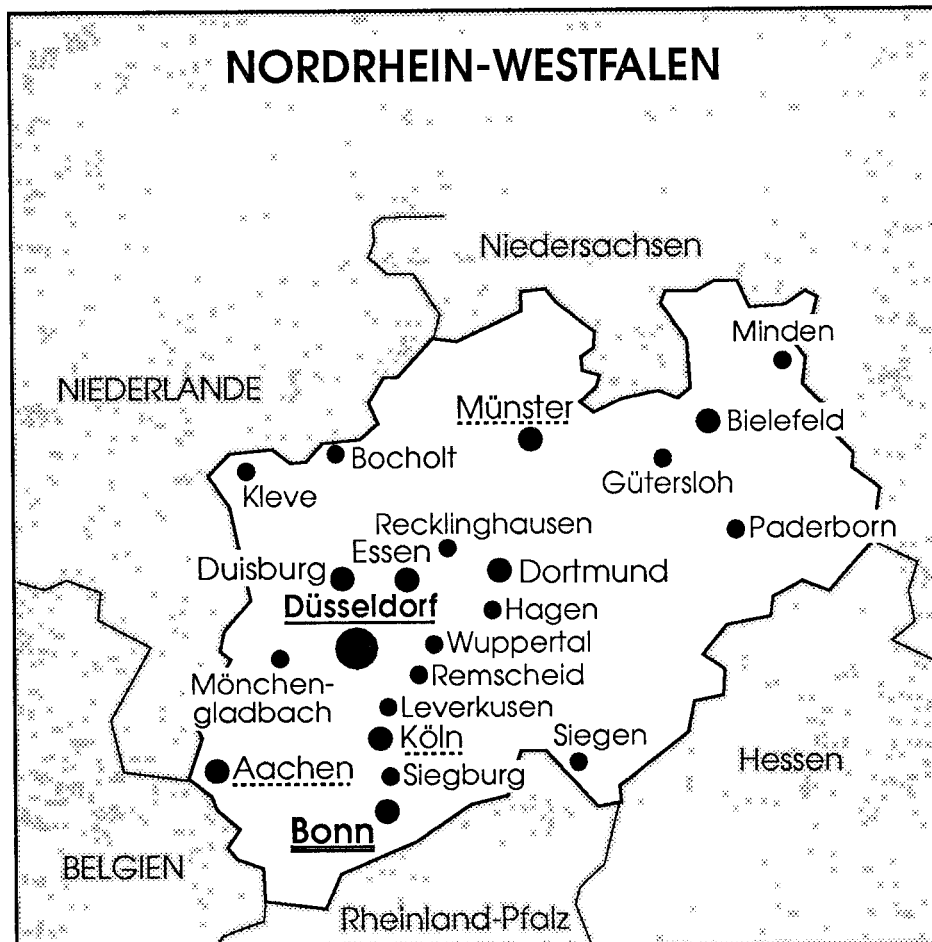 NORDRHEIN-WESTFALEN
Niedersachsen
Minden
NIEDERLANDE
Münster
Bielefeld
Bocholt
Kleve
Gütersloh
Recklinghausen
Paderborn
Essen
Duisburg
Dortmund
Düsseldorf
Hagen
Wuppertal
Remscheid
Mönchen-
gladbach
Leverkusen
Köln
Siegen
Hessen
Aachen
Siegburg
Bonn
BELGIEN
Rheinland-Pfalz